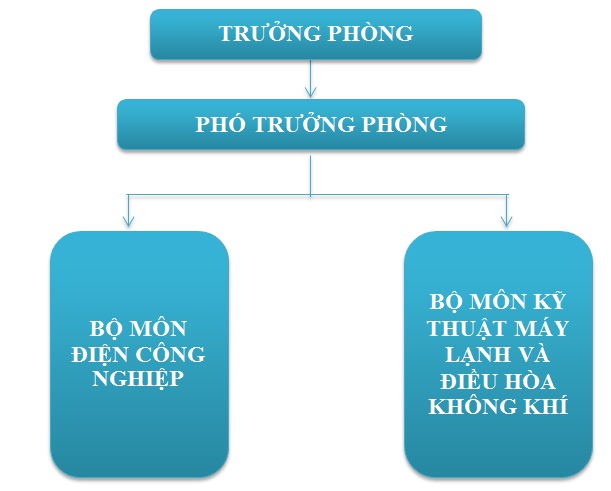 TRƯỞNG PHÒNG
PHÓ TRƯỞNG PHÒNG
BỘ MÔN
ĐIỆN CÔNG
NGHIỆP
BỘ MÔN KỸ
THUẬT MÁY
LẠNH VÀ
ĐIỀU HÒA
KHÔNG KHÍ